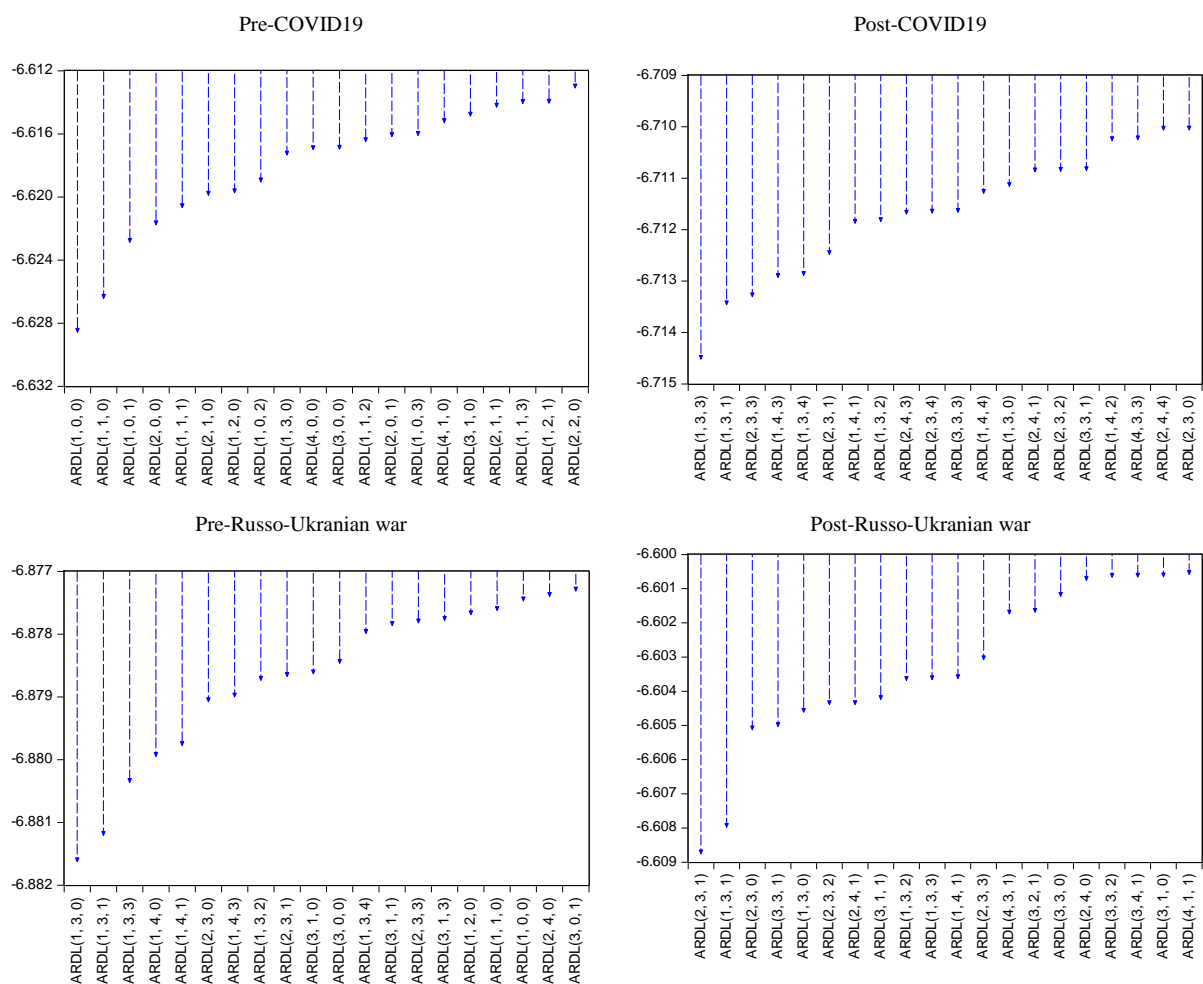 Pre-COVID19
-6.612
-6.616
-6.620
-6.624
-6.628
-6.632
ARDL(1, 0, 0)
ARDL(1, 1, 0)
ARDL(1, 0, 1)
ARDL(2, 0, 0)
ARDL(1, 1, 1)
ARDL(2, 1, 0)
ARDL(1, 2, 0)
ARDL(1, 0, 2)
ARDL(1, 3, 0)
ARDL(4, 0, 0)
ARDL(3, 0, 0)
ARDL(1, 1, 2)
ARDL(2, 0, 1)
ARDL(1, 0, 3)
ARDL(4, 1, 0)
ARDL(3, 1, 0)
ARDL(2, 1, 1)
ARDL(1, 1, 3)
ARDL(1, 2, 1)
ARDL(2, 2, 0)
Post-COVID19
-6.709
-6.710
-6.711
-6.712
-6.713
-6.714
-6.715
ARDL(1, 3, 3)
ARDL(1, 3, 1)
ARDL(2, 3, 3)
ARDL(1, 4, 3)
ARDL(1, 3, 4)
ARDL(2, 3, 1)
ARDL(1, 4, 1)
ARDL(1, 3, 2)
ARDL(2, 4, 3)
ARDL(2, 3, 4)
ARDL(3, 3, 3)
ARDL(1, 4, 4)
ARDL(1, 3, 0)
ARDL(2, 4, 1)
ARDL(2, 3, 2)
ARDL(3, 3, 1)
ARDL(1, 4, 2)
ARDL(4, 3, 3)
ARDL(2, 4, 4)
ARDL(2, 3, 0)
Pre-Russo-Ukranian war
-6.877
-6.878
-6.879
-6.880
-6.881
-6.882
ARDL(1, 3, 0)
ARDL(1, 3, 1)
ARDL(1, 3, 3)
ARDL(1, 4, 0)
ARDL(1, 4, 1)
ARDL(2, 3, 0)
ARDL(1, 4, 3)
ARDL(1, 3, 2)
ARDL(2, 3, 1)
ARDL(3, 1, 0)
ARDL(3, 0, 0)
ARDL(1, 3, 4)
ARDL(3, 1, 1)
ARDL(2, 3, 3)
ARDL(3, 1, 3)
ARDL(1, 2, 0)
ARDL(1, 1, 0)
ARDL(1, 0, 0)
ARDL(2, 4, 0)
ARDL(3, 0, 1)
Post-Russo-Ukranian war
-6.600
-6.601
-6.602
-6.603
-6.604
-6.605
-6.606
-6.607
-6.608
-6.609
ARDL(2, 3, 1)
ARDL(1, 3, 1)
ARDL(2, 3, 0)
ARDL(3, 3, 1)
ARDL(1, 3, 0)
ARDL(2, 3, 2)
ARDL(2, 4, 1)
ARDL(3, 1, 1)
ARDL(1, 3, 2)
ARDL(1, 3, 3)
ARDL(1, 4, 1)
ARDL(2, 3, 3)
ARDL(4, 3, 1)
ARDL(3, 2, 1)
ARDL(3, 3, 0)
ARDL(2, 4, 0)
ARDL(3, 3, 2)
ARDL(3, 4, 1)
ARDL(3, 1, 0)
ARDL(4, 1, 1)